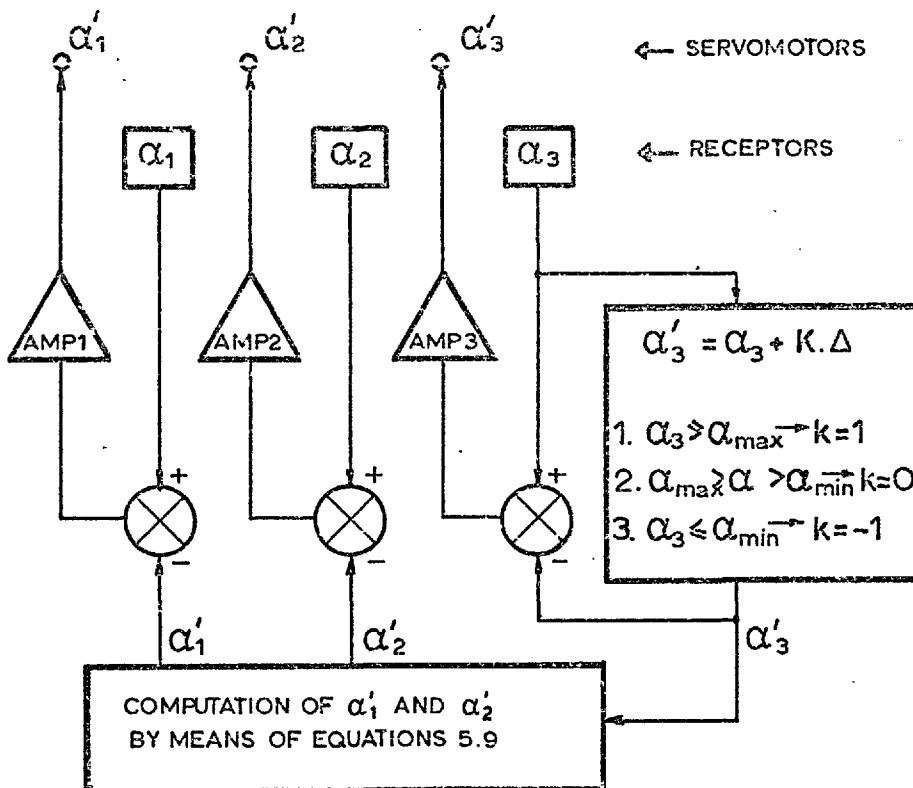 α′1 α′2 α′3 ← SERVOMOTORS
α1 α2 α3 ← RECEPTORS
AMP1 AMP2 AMP3
α′3 = α3 + K.Δ
1. α3 ⩾ αmax → k=1
2. αmax ⩾ α > αmin → k=0
3. α3 ⩽ αmin → k=-1
+ + +
− − −
α′1 α′2 α′3
COMPUTATION OF α′1 AND α′2
BY MEANS OF EQUATIONS 5.9